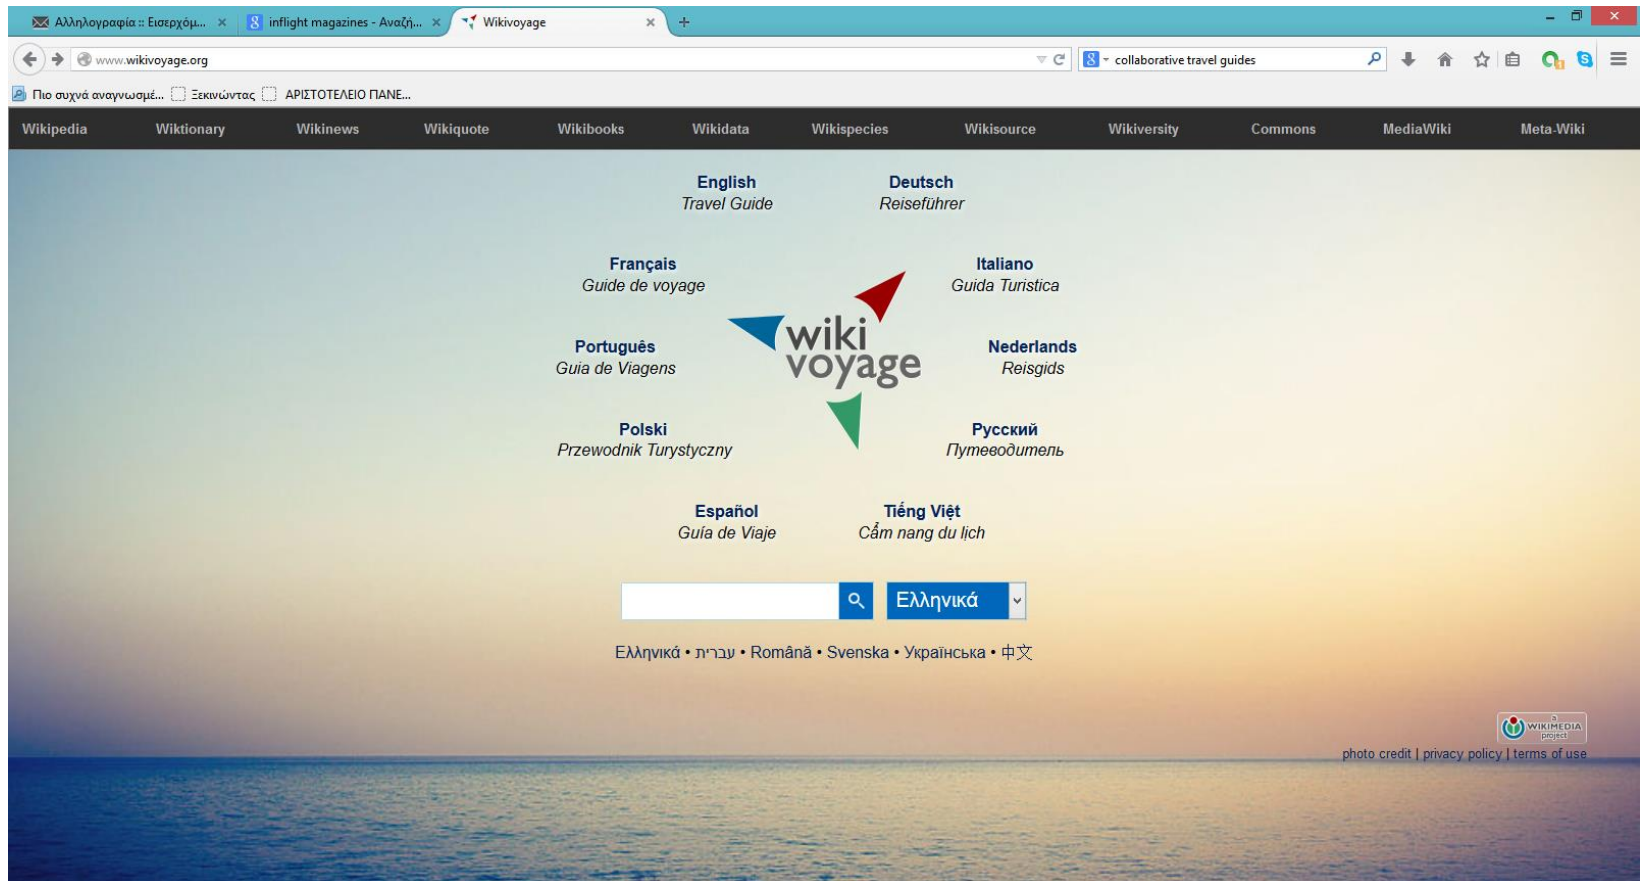 Αλληλογραφία :: Εισερχόμ...
inflight magazines - Αναζή...
Wikivoyage
www.wikivoyage.org
collaborative travel guides
Πιο συχνά αναγνωσμέ...
Ξεκινώντας
ΑΡΙΣΤΟΤΕΛΕΙΟ ΠΑΝΕ...
Wikipedia Wiktionary Wikinews Wikiquote Wikibooks Wikidata Wikispecies Wikisource Wikiversity Commons MediaWiki Meta-Wiki
English
Travel Guide
Deutsch
Reiseführer
Français
Guide de voyage
Italiano
Guida Turistica
wiki
voyage
Português
Guia de Viagens
Nederlands
Reisgids
Polski
Przewodnik Turystyczny
Русский
Путеводитель
Español
Guía de Viaje
Tiếng Việt
Cẩm nang du lịch
Ελληνικά
Ελληνικά • עברית • Română • Svenska • Українська • 中文
a
WIKIMEDIA
project
photo credit | privacy policy | terms of use